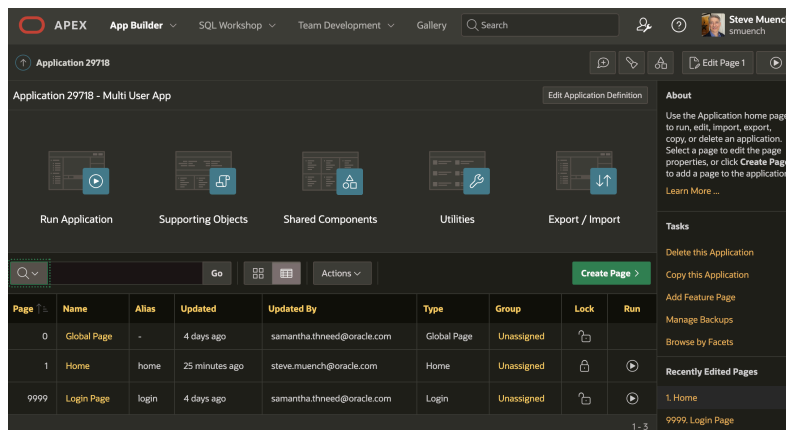 APEX App Builder SQL Workshop Team Development Gallery Search Steve Muench
smuench
Application 29718 Edit Page 1
Application 29718 - Multi User App Edit Application Definition
Run Application Supporting Objects Shared Components Utilities Export / Import
Go Actions Create Page >
Page Name Alias Updated Updated By Type Group Lock Run
0 Global Page - 4 days ago samantha.thneed@oracle.com Global Page Unassigned
1 Home home 25 minutes ago steve.muench@oracle.com Home Unassigned
9999 Login Page login 4 days ago samantha.thneed@oracle.com Login Unassigned
1 - 3
About
Use the Application home page
to run, edit, import, export,
copy, or delete an application.
Select a page to edit the page
properties, or click Create Page
to add a page to the application
Learn More ...
Tasks
Delete this Application
Copy this Application
Add Feature Page
Manage Backups
Browse by Facets
Recently Edited Pages
1. Home
9999. Login Page